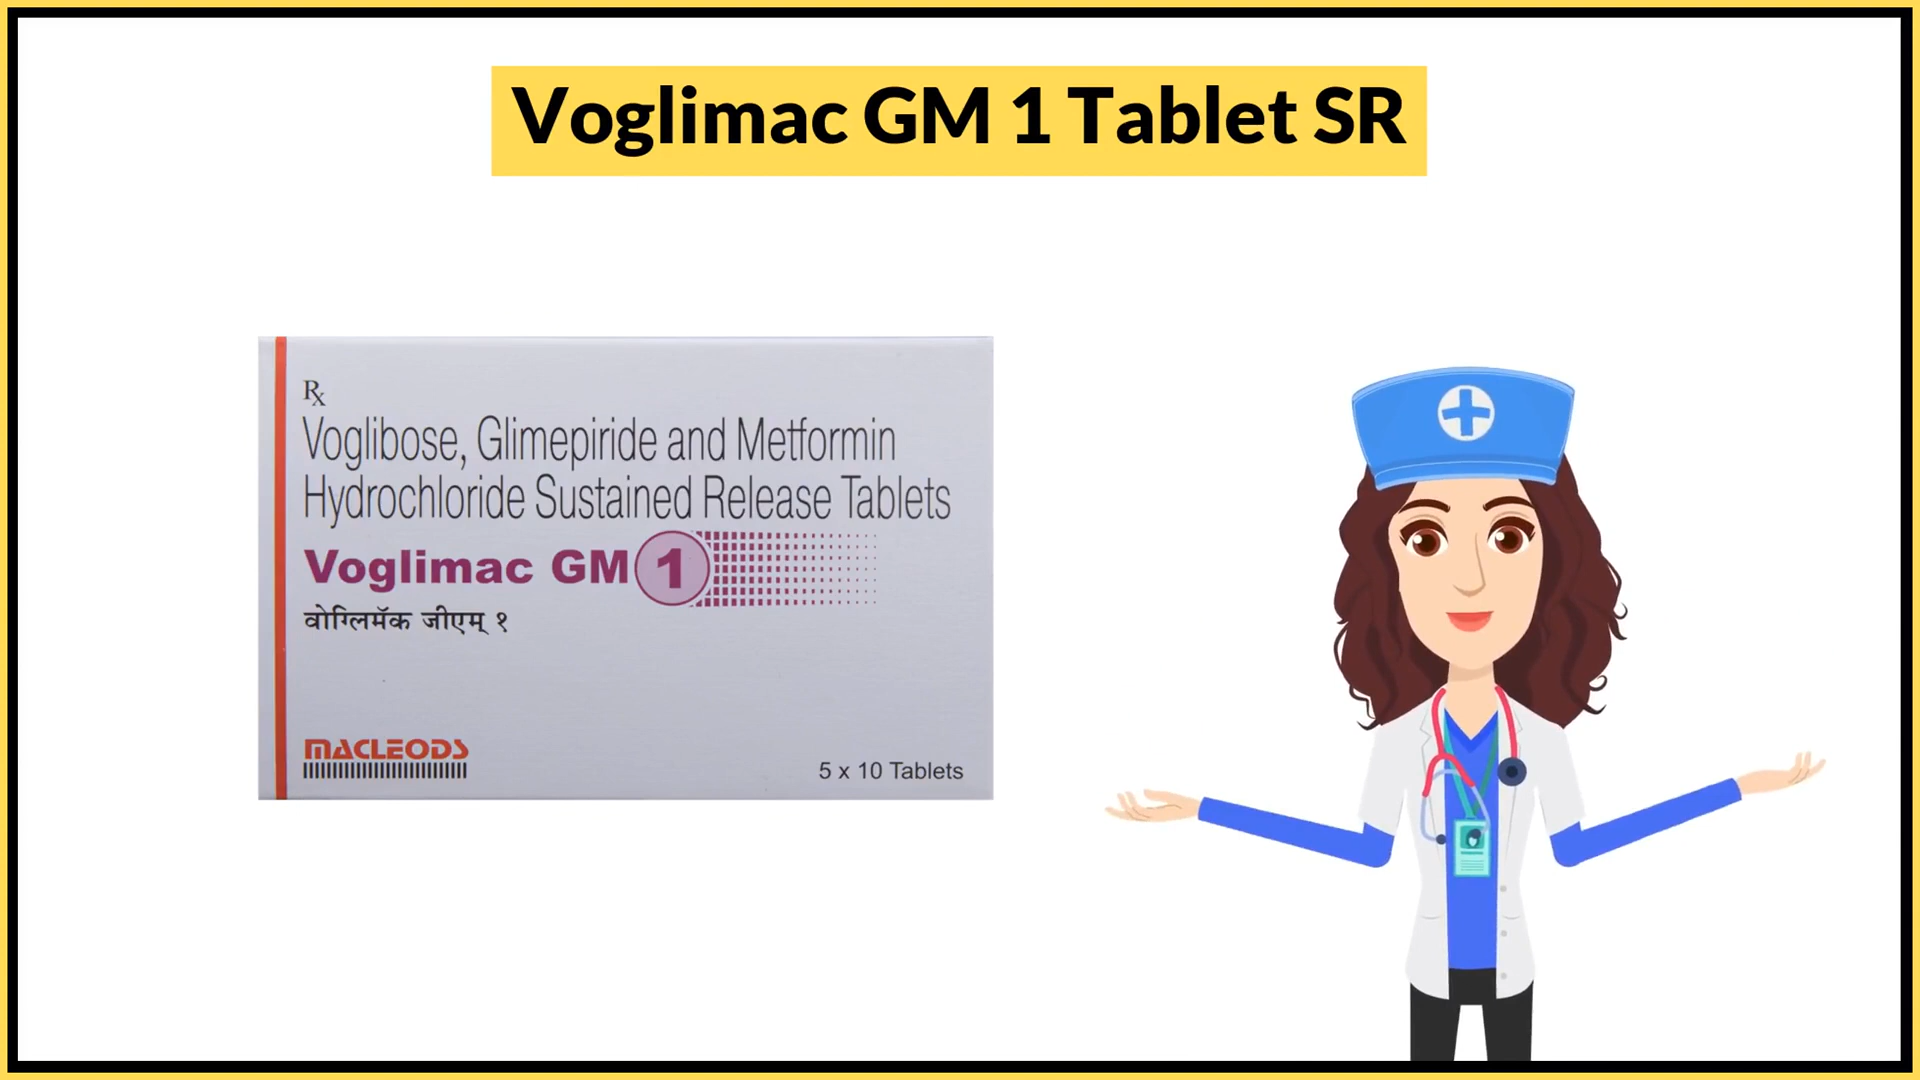 Voglimac GM 1 Tablet SR
Rx
Voglibose, Glimepiride and Metformin
Hydrochloride Sustained Release Tablets
Voglimac GM 1
वोग्लिमॅक जीएम् १
MACLEODS
5 x 10 Tablets